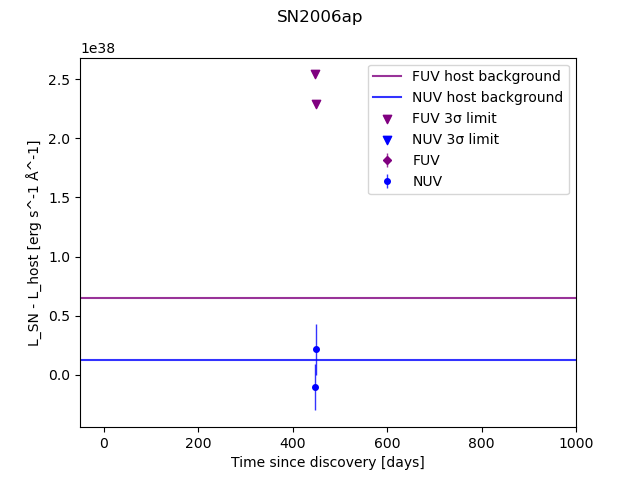 SN2006ap
1e38
2.5
2.0
1.5
1.0
0.5
0.0
L_SN - L_host [erg s^-1 Å^-1]
FUV host background
NUV host background
FUV 3σ limit
NUV 3σ limit
FUV
NUV
0 200 400 600 800 1000
Time since discovery [days]